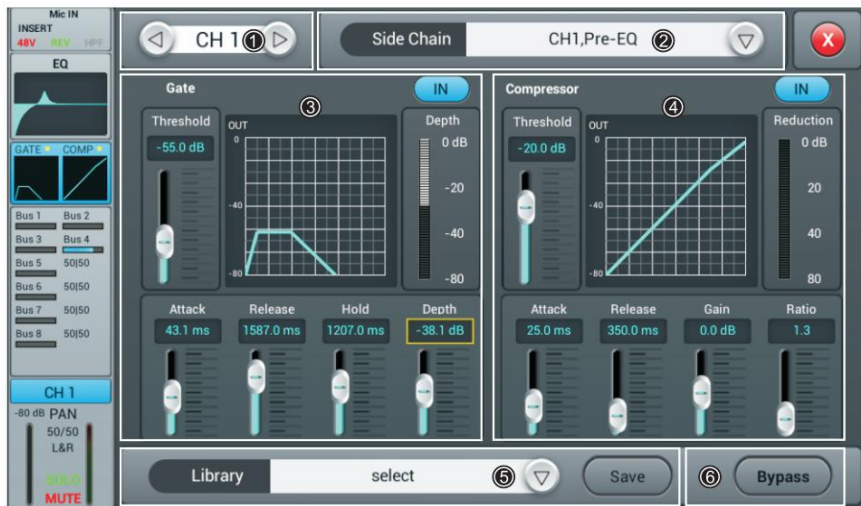 Mic IN
INSERT
48V REV HPF
EQ
GATE COMP
Bus 1 Bus 2
Bus 3 Bus 4
Bus 5 50|50
Bus 6 50|50
Bus 7 50|50
Bus 8 50|50
CH 1
-80 dB PAN
50/50
L&R
SOLO
MUTE
CH 1 ①
Side Chain CH1,Pre-EQ ②
X
Gate ③ IN
Threshold
-55.0 dB
OUT
0
-40
-80
Depth
0 dB
-20
-40
-80
Attack Release Hold Depth
43.1 ms 1587.0 ms 1207.0 ms -38.1 dB
Compressor ④ IN
Threshold
-20.0 dB
OUT
0
-40
-80
Reduction
0 dB
20
40
80
Attack Release Gain Ratio
25.0 ms 350.0 ms 0.0 dB 1.3
Library select ⑤ Save
⑥ Bypass